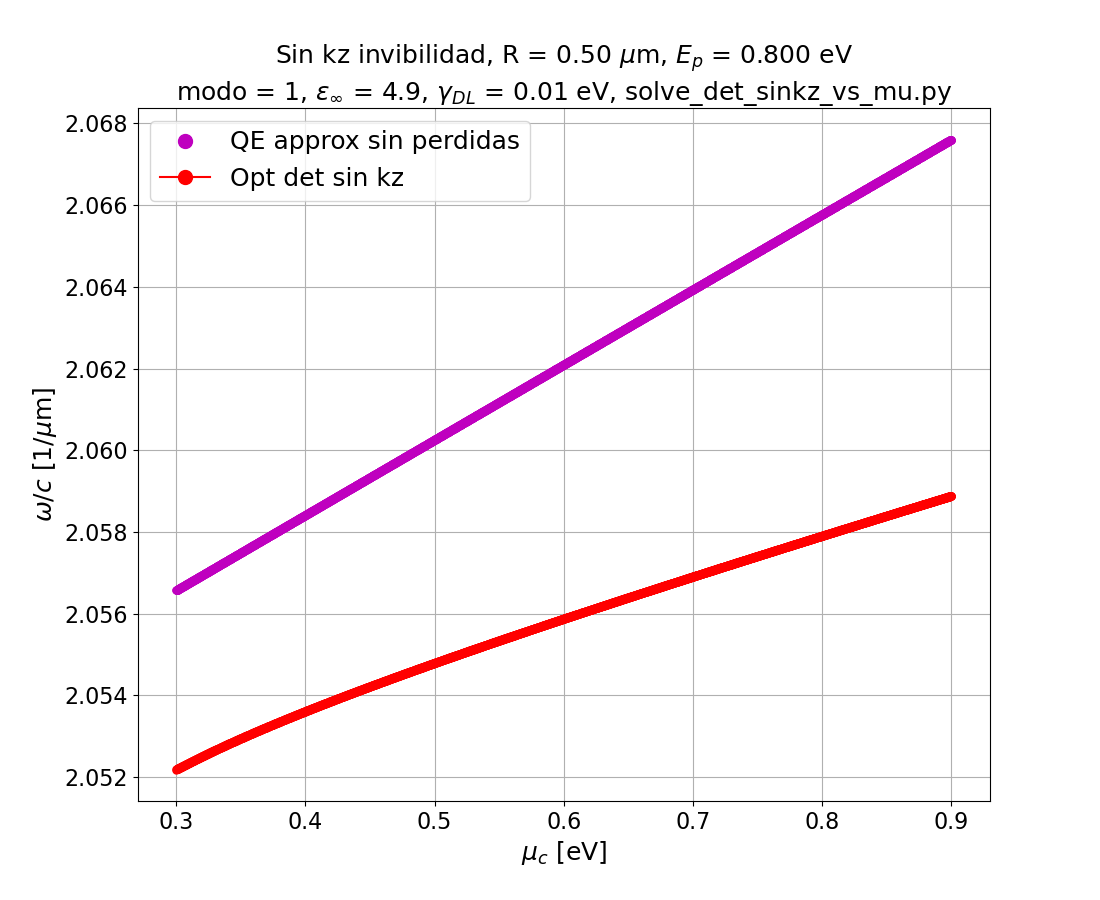 Sin kz invibilidad, R = 0.50 μm, E_p = 0.800 eV
modo = 1, ε_∞ = 4.9, γ_DL = 0.01 eV, solve_det_sinkz_vs_mu.py
QE approx sin perdidas
Opt det sin kz
2.068
2.066
2.064
2.062
2.060
2.058
2.056
2.054
2.052
ω/c [1/μm]
0.3 0.4 0.5 0.6 0.7 0.8 0.9
μ_c [eV]